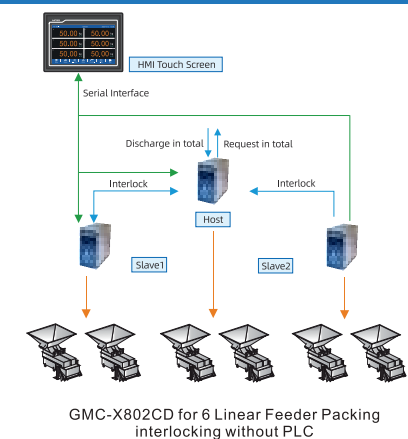 50.00 50.00
50.00 50.00
50.00 50.00
HMI Touch Screen
Serial Interface
Discharge in total
Request in total
Interlock
Interlock
Host
Slave1
Slave2
GMC-X802CD for 6 Linear Feeder Packing
interlocking without PLC